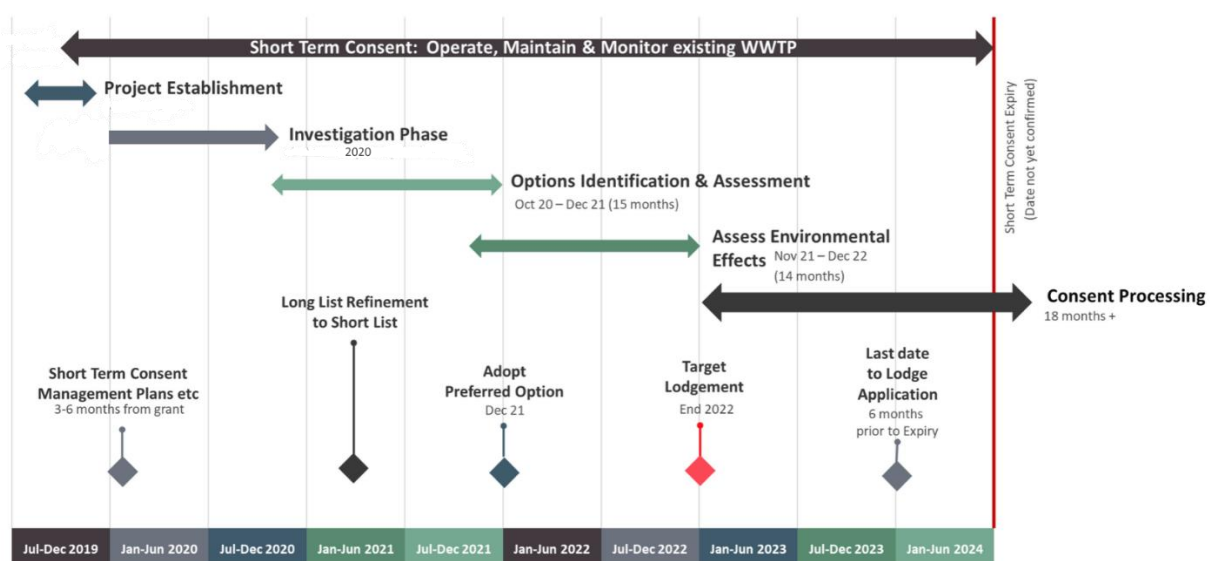 Short Term Consent: Operate, Maintain & Monitor existing WWTP
Project Establishment
Investigation Phase
2020
Options Identification & Assessment
Oct 20 – Dec 21 (15 months)
Assess Environmental
Effects Nov 21 – Dec 22
(14 months)
Short Term Consent Expiry
(Date not yet confirmed)
Consent Processing
18 months +
Long List Refinement
to Short List
Short Term Consent
Management Plans etc
3-6 months from grant
Adopt
Preferred Option
Dec 21
Target
Lodgement
End 2022
Last date
to Lodge
Application
6 months
prior to Expiry
Jul-Dec 2019 Jan-Jun 2020 Jul-Dec 2020 Jan-Jun 2021 Jul-Dec 2021 Jan-Jun 2022 Jul-Dec 2022 Jan-Jun 2023 Jul-Dec 2023 Jan-Jun 2024